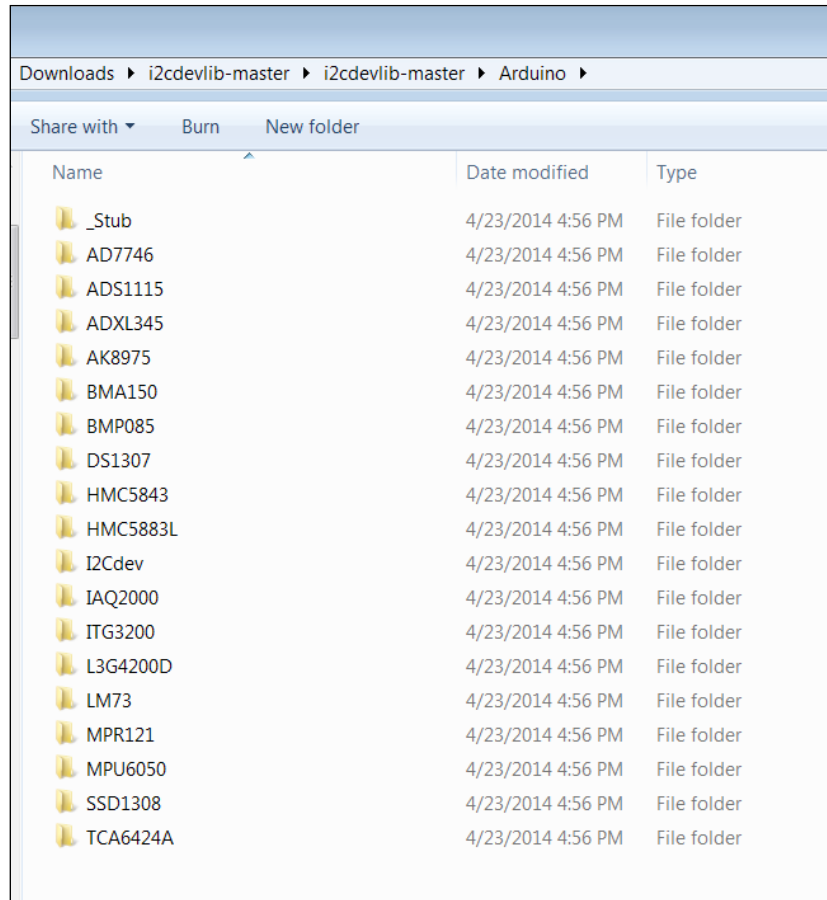 Downloads ▸ i2cdevlib-master ▸ i2cdevlib-master ▸ Arduino ▸
Share with ▾ Burn New folder
Name Date modified Type
_Stub 4/23/2014 4:56 PM File folder
AD7746 4/23/2014 4:56 PM File folder
ADS1115 4/23/2014 4:56 PM File folder
ADXL345 4/23/2014 4:56 PM File folder
AK8975 4/23/2014 4:56 PM File folder
BMA150 4/23/2014 4:56 PM File folder
BMP085 4/23/2014 4:56 PM File folder
DS1307 4/23/2014 4:56 PM File folder
HMC5843 4/23/2014 4:56 PM File folder
HMC5883L 4/23/2014 4:56 PM File folder
I2Cdev 4/23/2014 4:56 PM File folder
IAQ2000 4/23/2014 4:56 PM File folder
ITG3200 4/23/2014 4:56 PM File folder
L3G4200D 4/23/2014 4:56 PM File folder
LM73 4/23/2014 4:56 PM File folder
MPR121 4/23/2014 4:56 PM File folder
MPU6050 4/23/2014 4:56 PM File folder
SSD1308 4/23/2014 4:56 PM File folder
TCA6424A 4/23/2014 4:56 PM File folder